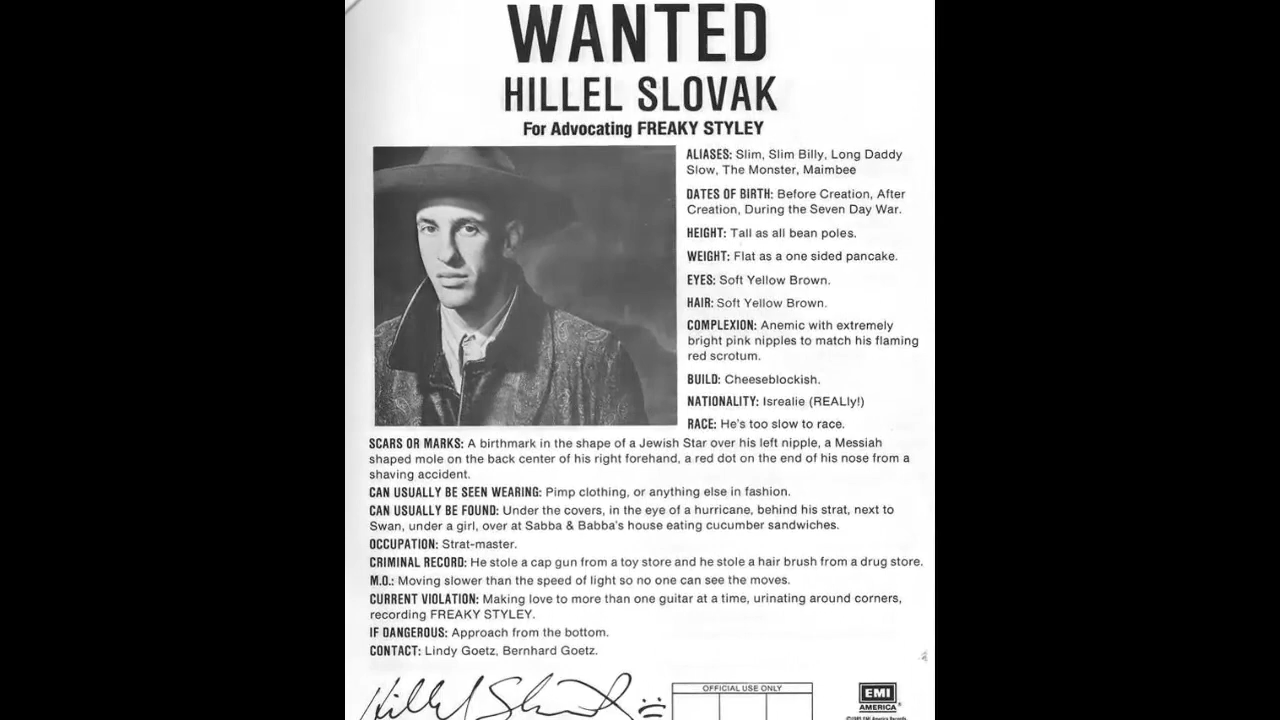 WANTED
HILLEL SLOVAK
For Advocating FREAKY STYLEY
ALIASES: Slim, Slim Billy, Long Daddy
Slow, The Monster, Maimbee
DATES OF BIRTH: Before Creation, After
Creation, During the Seven Day War.
HEIGHT: Tall as all bean poles.
WEIGHT: Flat as a one sided pancake.
EYES: Soft Yellow Brown.
HAIR: Soft Yellow Brown.
COMPLEXION: Anemic with extremely
bright pink nipples to match his flaming
red scrotum.
BUILD: Cheeseblockish.
NATIONALITY: Isrealie (REALly!)
RACE: He's too slow to race.
SCARS OR MARKS: A birthmark in the shape of a Jewish Star over his left nipple, a Messiah
shaped mole on the back center of his right forehand, a red dot on the end of his nose from a
shaving accident.
CAN USUALLY BE SEEN WEARING: Pimp clothing, or anything else in fashion.
CAN USUALLY BE FOUND: Under the covers, in the eye of a hurricane, behind his strat, next to
Swan, under a girl, over at Sabba & Babba's house eating cucumber sandwiches.
OCCUPATION: Strat-master.
CRIMINAL RECORD: He stole a cap gun from a toy store and he stole a hair brush from a drug store.
M.O.: Moving slower than the speed of light so no one can see the moves.
CURRENT VIOLATION: Making love to more than one guitar at a time, urinating around corners,
recording FREAKY STYLEY.
IF DANGEROUS: Approach from the bottom.
CONTACT: Lindy Goetz, Bernhard Goetz.
Hillel Slovak
OFFICIAL USE ONLY
EMI
AMERICA®
©1985 EMI America Records